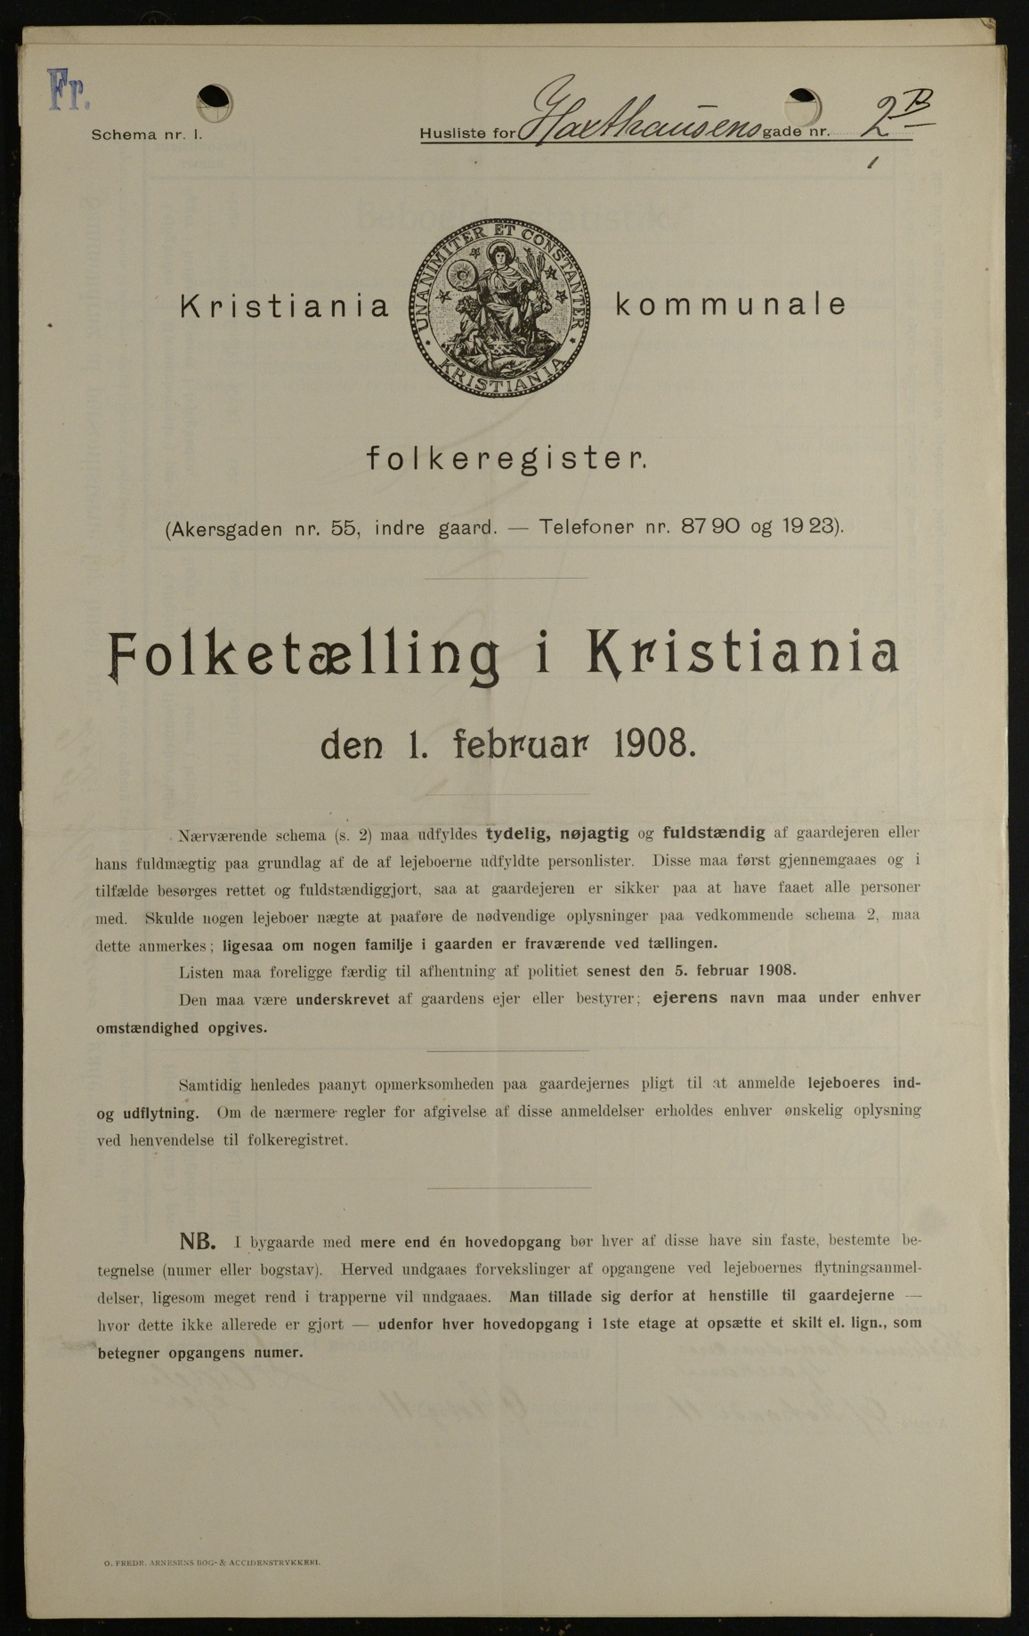 Fr.
Schema nr. I.
Husliste for Haxthausens gade nr. 2B
UNANIMITER ET CONSTANTER
KRISTIANIA
Kristiania kommunale
folkeregister.
(Akersgaden nr. 55, indre gaard. — Telefoner nr. 87 90 og 19 23).
Folketælling i Kristiania
den 1. februar 1908.
Nærværende schema (s. 2) maa udfyldes tydelig, nøjagtig og fuldstændig af gaardejeren eller
hans fuldmægtig paa grundlag af de af lejeboerne udfyldte personlister. Disse maa først gjennemgaaes og i
tilfælde besørges rettet og fuldstændiggjort, saa at gaardejeren er sikker paa at have faaet alle personer
med. Skulde nogen lejeboer nægte at paaføre de nødvendige oplysninger paa vedkommende schema 2, maa
dette anmerkes; ligesaa om nogen familje i gaarden er fraværende ved tællingen.
Listen maa foreligge færdig til afhentning af politiet senest den 5. februar 1908.
Den maa være underskrevet af gaardens ejer eller bestyrer; ejerens navn maa under enhver
omstændighed opgives.
Samtidig henledes paanyt opmerksomheden paa gaardejernes pligt til at anmelde lejeboeres ind-
og udflytning. Om de nærmere regler for afgivelse af disse anmeldelser erholdes enhver ønskelig oplysning
ved henvendelse til folkeregistret.
NB. I bygaarde med mere end én hovedopgang bør hver af disse have sin faste, bestemte be-
tegnelse (numer eller bogstav). Herved undgaaes forvekslinger af opgangene ved lejeboernes flytningsanmel-
delser, ligesom meget rend i trapperne vil undgaaes. Man tillade sig derfor at henstille til gaardejerne —
hvor dette ikke allerede er gjort — udenfor hver hovedopgang i 1ste etage at opsætte et skilt el. lign., som
betegner opgangens numer.
O. FREDR. ARNESENS BOG- & ACCIDENSTRYKKERI.